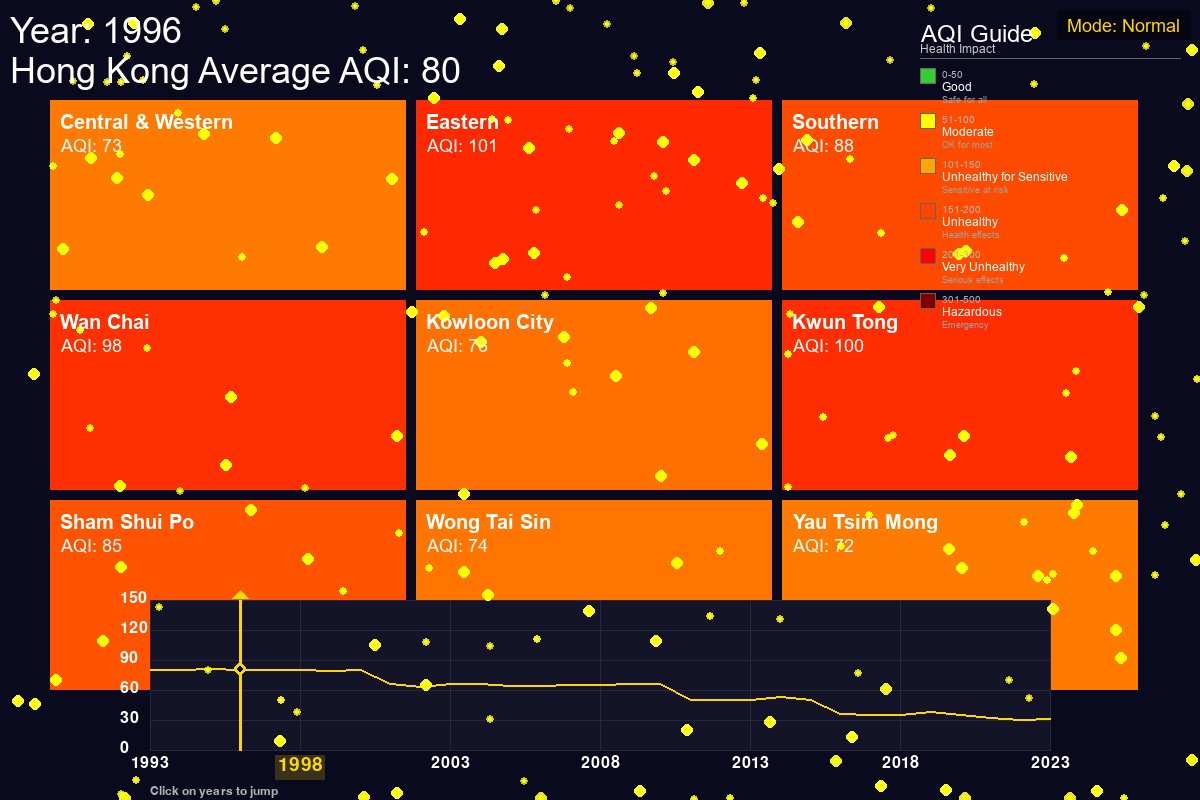 Year: 1996
Hong Kong Average AQI: 80
Mode: Normal
AQI Guide
Health Impact
0-50
Good
Safe for all
51-100
Moderate
OK for most
101-150
Unhealthy for Sensitive
Sensitive at risk
151-200
Unhealthy
Health effects
Very Unhealthy
Serious effects
301-500
Hazardous
Emergency
Central & Western
AQI: 73
Eastern
AQI: 101
Southern
AQI: 88
Wan Chai
AQI: 98
Kowloon City
AQI:
Kwun Tong
AQI: 100
Sham Shui Po
AQI: 85
Wong Tai Sin
AQI: 74
Yau Tsim Mong
AQI: 72
150
120
90
60
30
0
1993
1998
2003
2008
2013
2018
2023
Click on years to jump